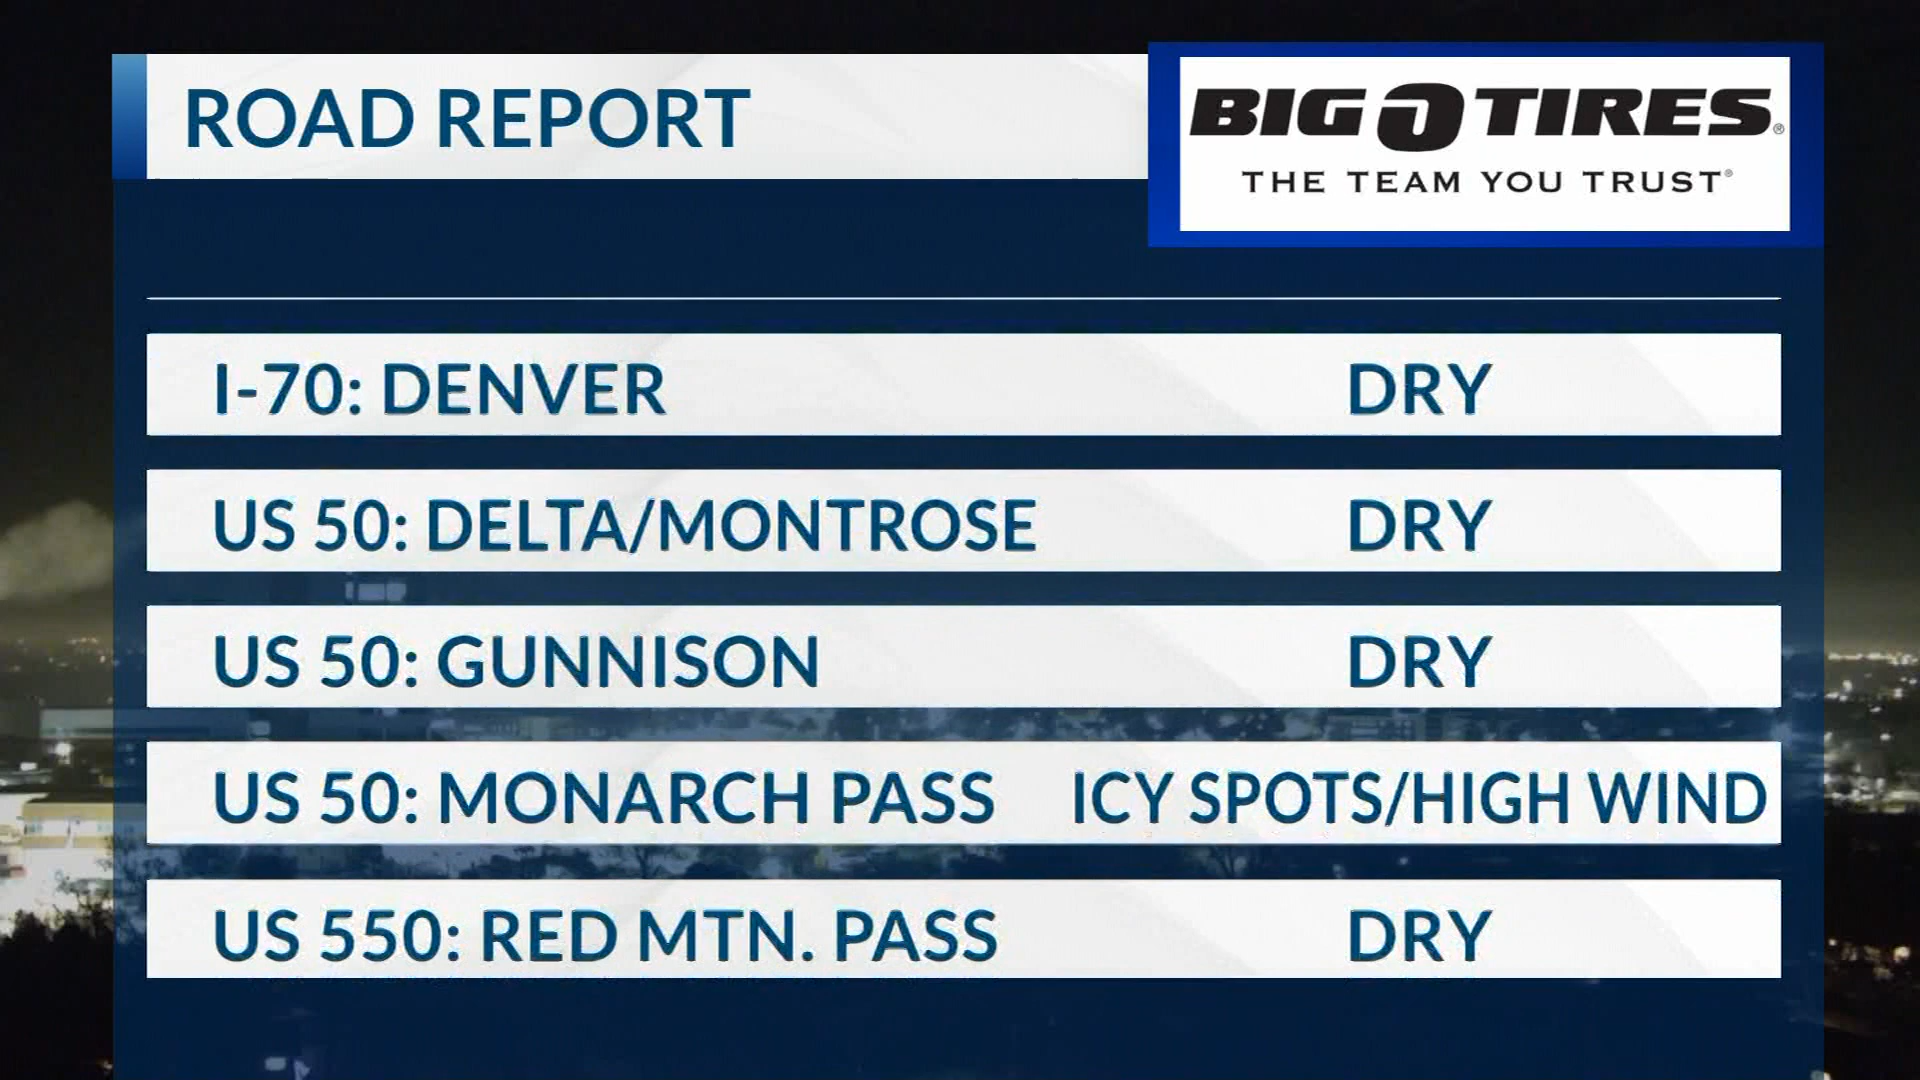 ROAD REPORT
BIG O TIRES®
THE TEAM YOU TRUST®
I-70: DENVER DRY
US 50: DELTA/MONTROSE DRY
US 50: GUNNISON DRY
US 50: MONARCH PASS ICY SPOTS/HIGH WIND
US 550: RED MTN. PASS DRY